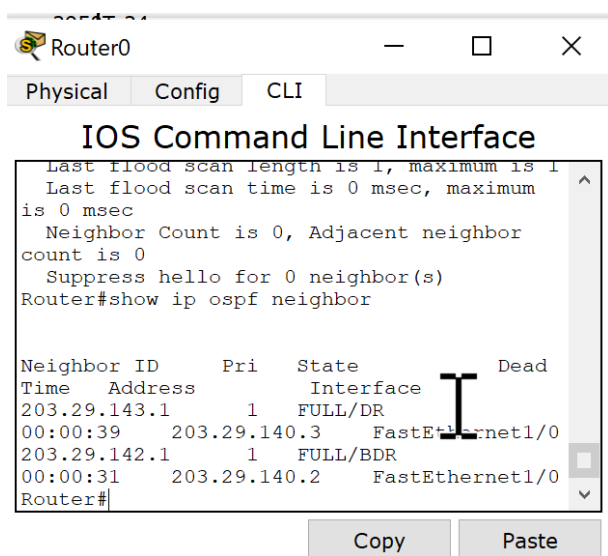 Router0
Physical Config CLI
IOS Command Line Interface
Last flood scan length is 1, maximum is 1
Last flood scan time is 0 msec, maximum
is 0 msec
Neighbor Count is 0, Adjacent neighbor
count is 0
Suppress hello for 0 neighbor(s)
Router#show ip ospf neighbor
Neighbor ID Pri State Dead
Time Address Interface
203.29.143.1 1 FULL/DR
00:00:39 203.29.140.3 FastEthernet1/0
203.29.142.1 1 FULL/BDR
00:00:31 203.29.140.2 FastEthernet1/0
Router#
Copy Paste